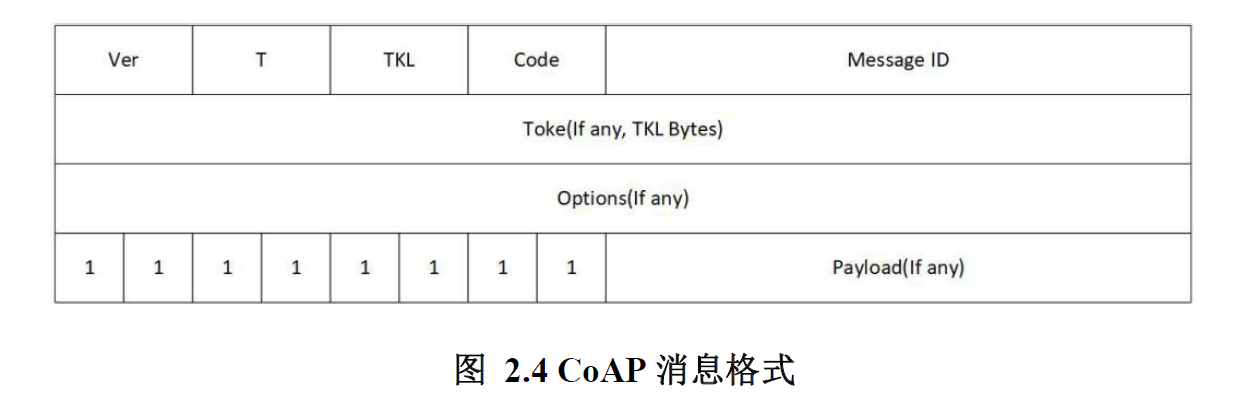 Ver T TKL Code Message ID
Toke(If any, TKL Bytes)
Options(If any)
1 1 1 1 1 1 1 1 Payload(If any)
图 2.4 CoAP 消息格式